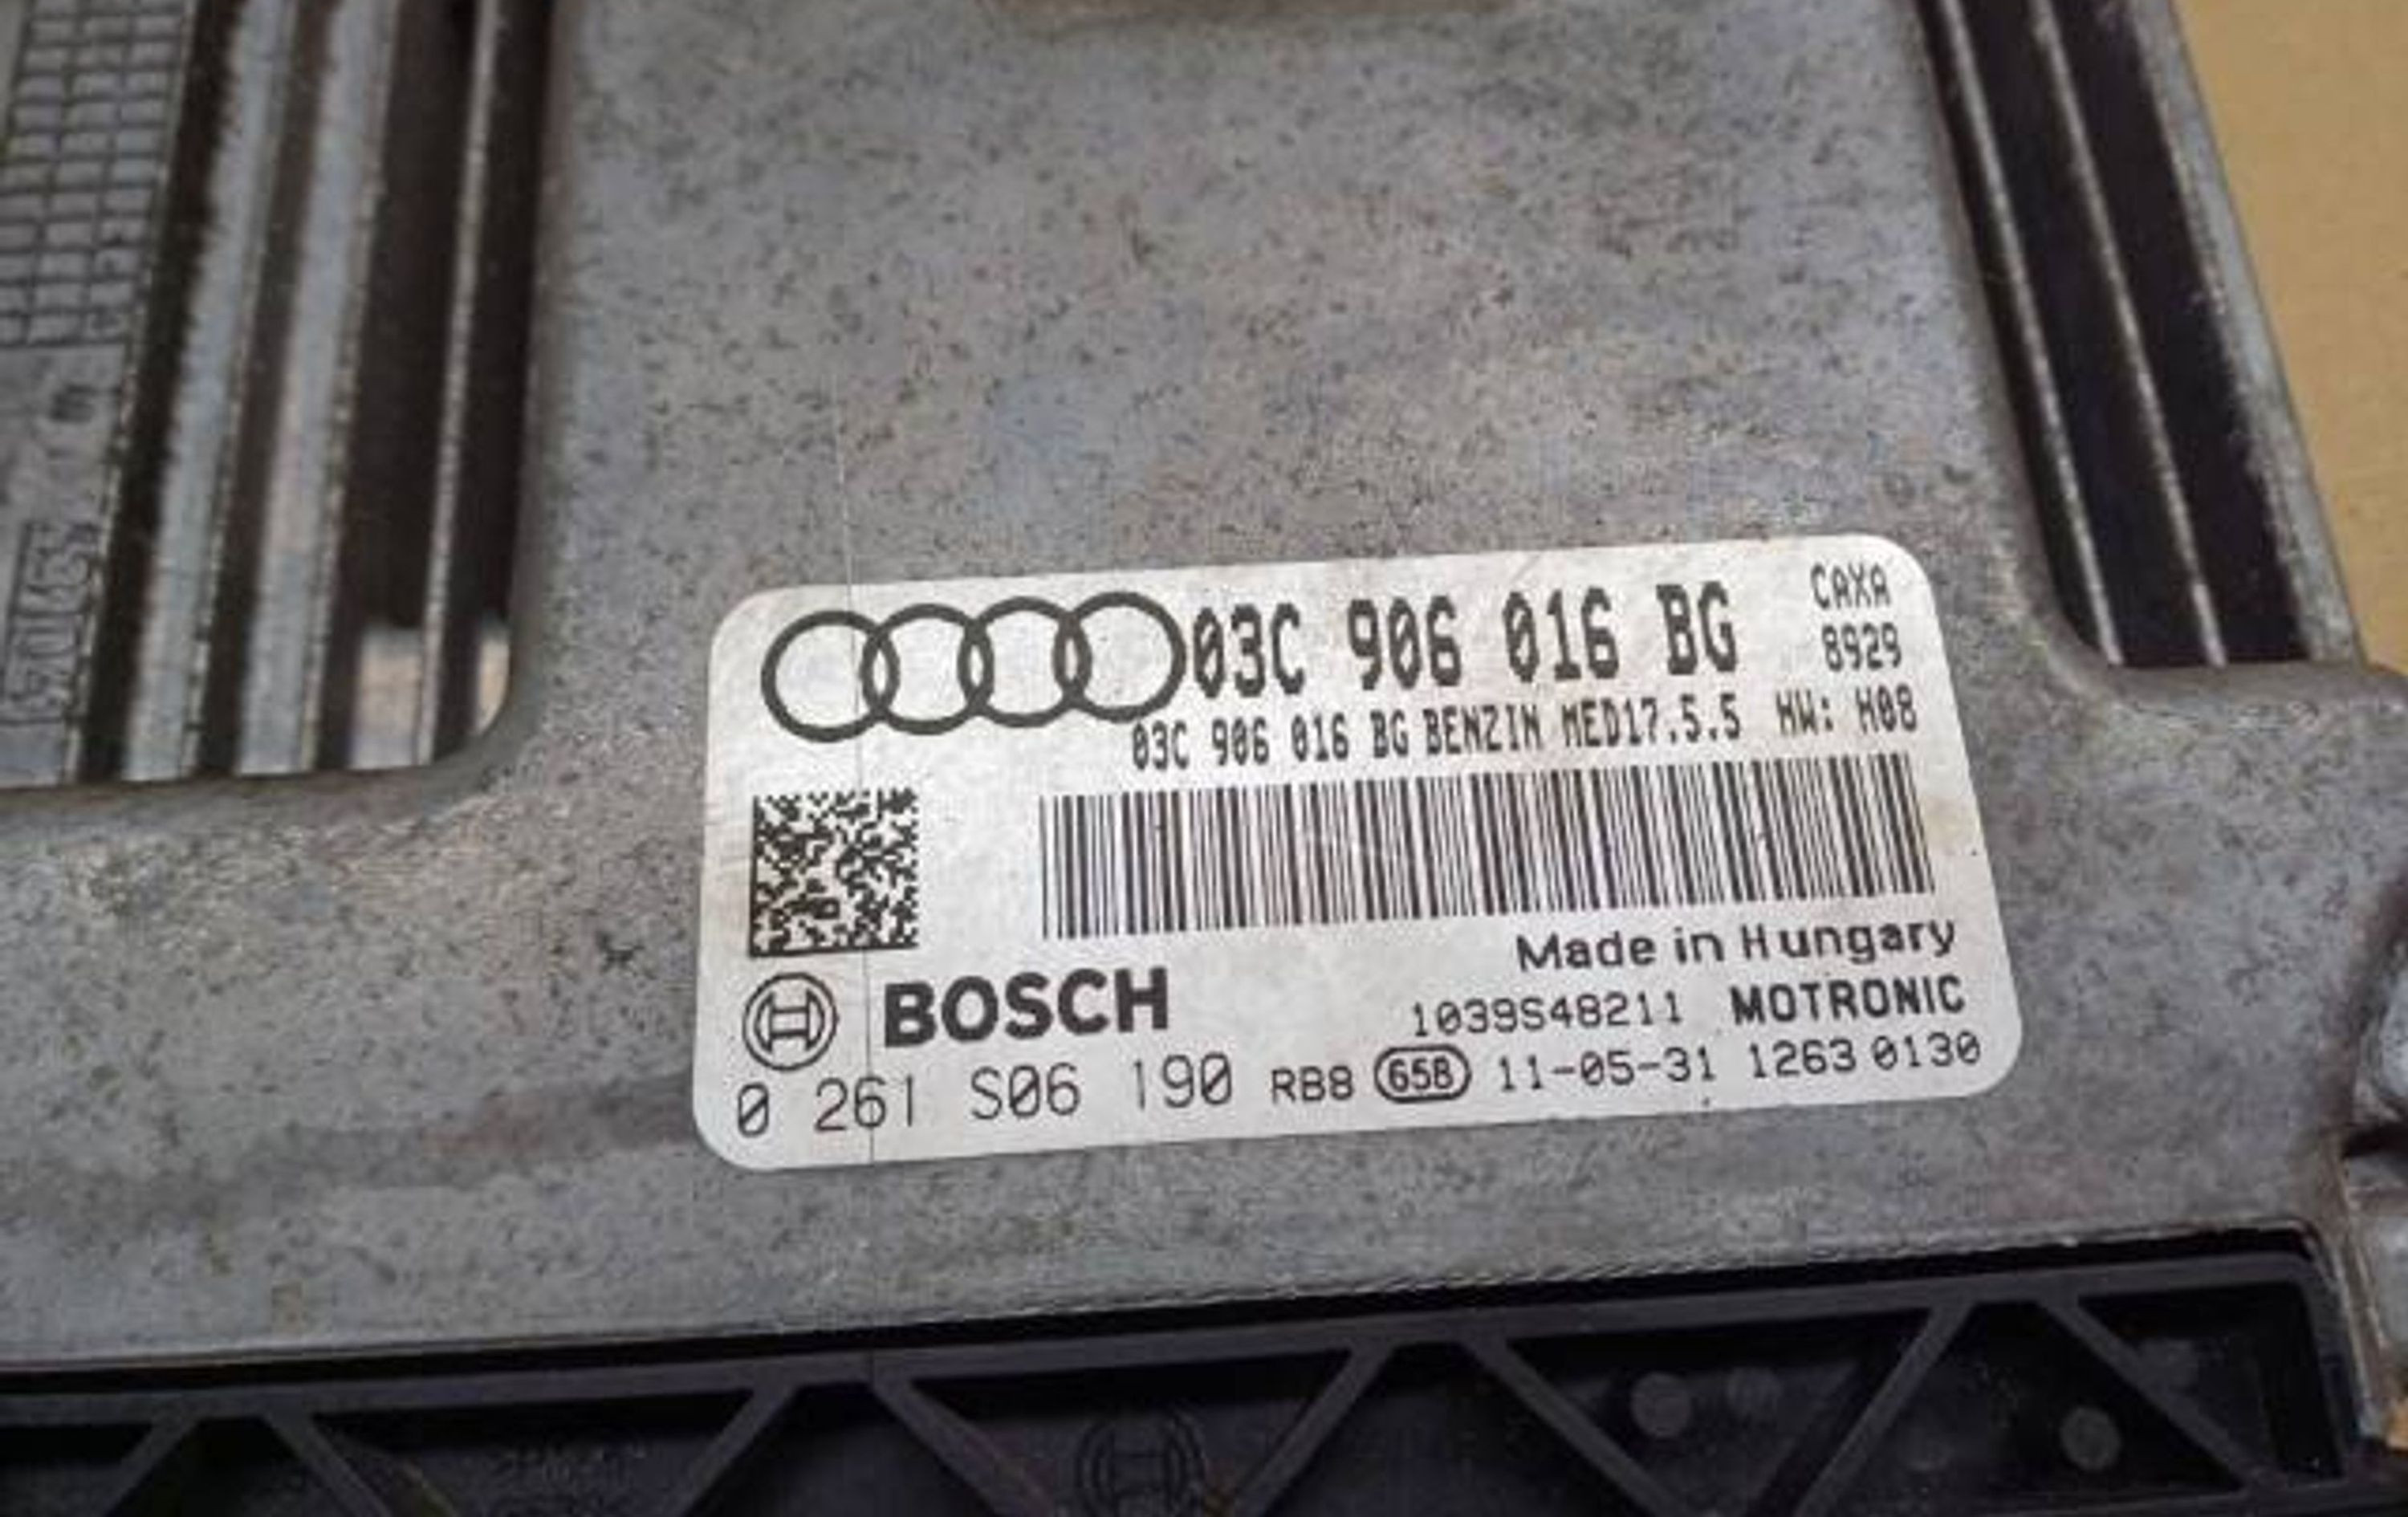 03C 906 016 BG CAXA
8929
03C 906 016 BG BENZIN MED17.5.5 HW: H08
Made in Hungary
BOSCH 1039S48211 MOTRONIC
0 261 S06 190 RB8 658 11-05-31 1263 0130